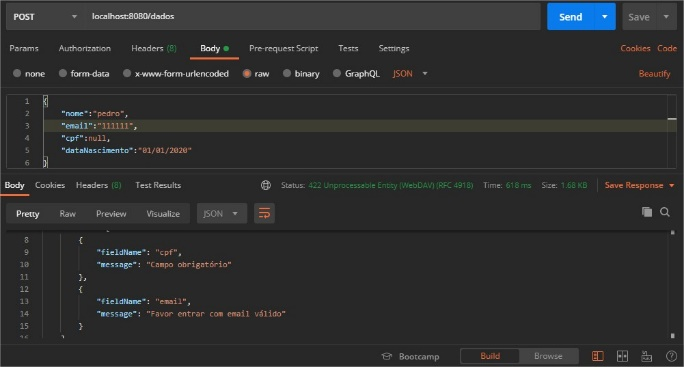 POST localhost:8080/dados Send Save
Params Authorization Headers (8) Body Pre-request Script Tests Settings Cookies Code
none form-data x-www-form-urlencoded raw binary GraphQL JSON Beautify
1 {
2 "nome":"pedro",
3 "email":"111111",
4 "cpf":null,
5 "dataNascimento":"01/01/2020"
6 }
Body Cookies Headers (8) Test Results Status: 422 Unprocessable Entity (WebDAV) (RFC 4918) Time: 618 ms Size: 1.68 KB Save Response
Pretty Raw Preview Visualize JSON
8 {
9 "fieldName": "cpf",
10 "message": "Campo obrigatório"
11 },
12 {
13 "fieldName": "email",
14 "message": "Favor entrar com email válido"
15 }
16
Bootcamp Build Browse